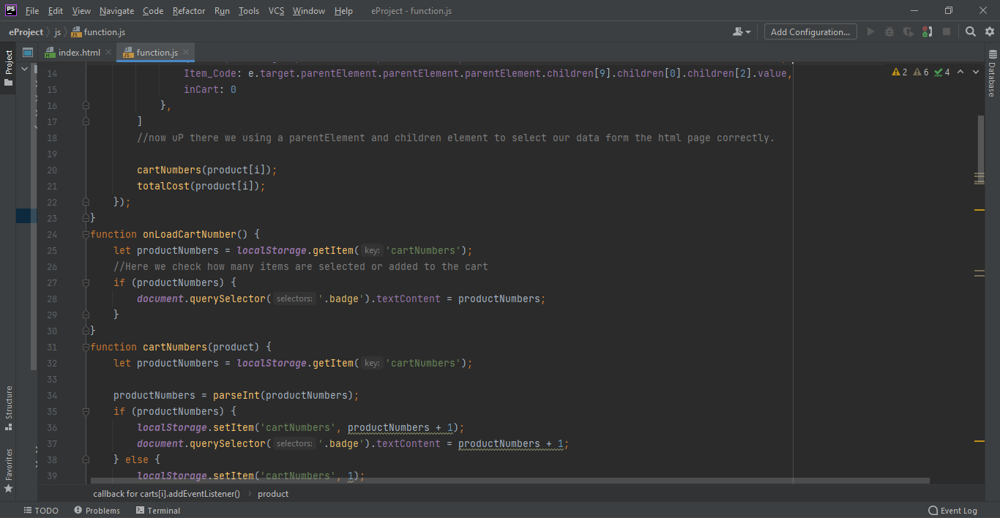 PS File Edit View Navigate Code Refactor Run Tools VCS Window Help eProject - function.js
eProject js function.js Add Configuration...
index.html function.js
Project
Database
2 6 4
14 Item_Code: e.target.parentElement.parentElement.parentElement.children[9].children[0].children[2].value,
15 inCart: 0
16 },
17 ]
18 //now uP there we using a parentElement and children element to select our data form the html page correctly.
19
20 cartNumbers(product[i]);
21 totalCost(product[i]);
22 });
23 }
24 function onLoadCartNumber() {
25 let productNumbers = localStorage.getItem( key: 'cartNumbers');
26 //Here we check how many items are selected or added to the cart
27 if (productNumbers) {
28 document.querySelector( selectors: '.badge').textContent = productNumbers;
29 }
30 }
31 function cartNumbers(product) {
32 let productNumbers = localStorage.getItem( key: 'cartNumbers');
33
34 productNumbers = parseInt(productNumbers);
35 if (productNumbers) {
36 localStorage.setItem('cartNumbers', productNumbers + 1);
37 document.querySelector( selectors: '.badge').textContent = productNumbers + 1;
38 } else {
39 localStorage.setItem('cartNumbers', 1);
Structure
Favorites
callback for carts[i].addEventListener() product
TODO Problems Terminal Event Log